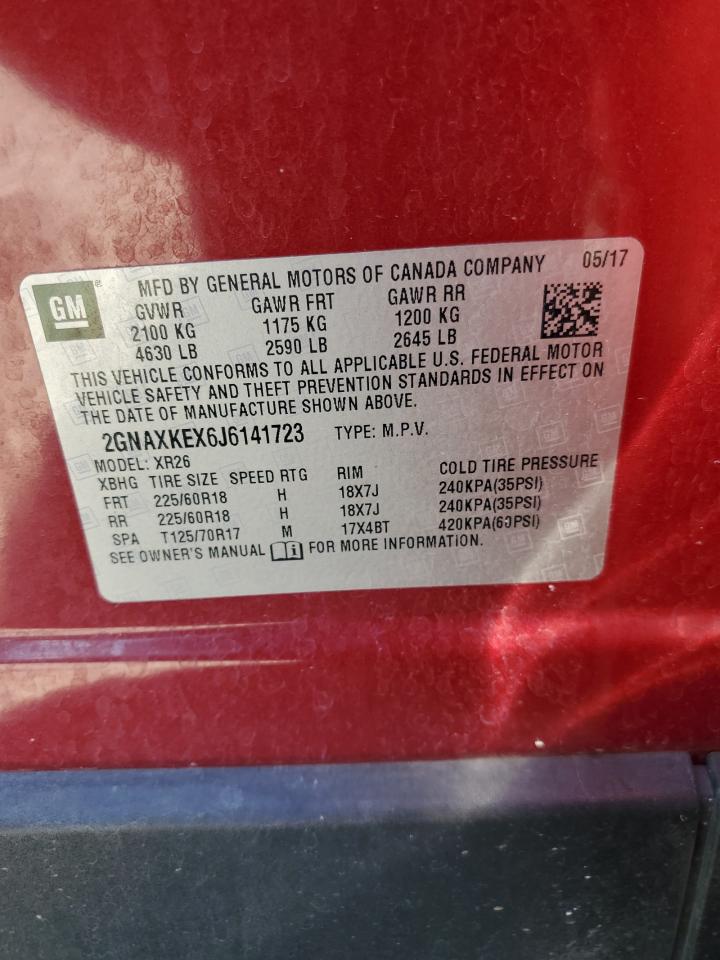 GM ®
MFD BY GENERAL MOTORS OF CANADA COMPANY 05/17
GVWR GAWR FRT GAWR RR
2100 KG 1175 KG 1200 KG
4630 LB 2590 LB 2645 LB
THIS VEHICLE CONFORMS TO ALL APPLICABLE U.S. FEDERAL MOTOR
VEHICLE SAFETY AND THEFT PREVENTION STANDARDS IN EFFECT ON
THE DATE OF MANUFACTURE SHOWN ABOVE.
2GNAXKEX6J6141723 TYPE: M.P.V.
MODEL: XR26
XBHG TIRE SIZE SPEED RTG RIM COLD TIRE PRESSURE
FRT 225/60R18 H 18X7J 240KPA(35PSI)
RR 225/60R18 H 18X7J 240KPA(35PSI)
SPA T125/70R17 M 17X4BT 420KPA(60PSI)
SEE OWNER'S MANUAL FOR MORE INFORMATION.